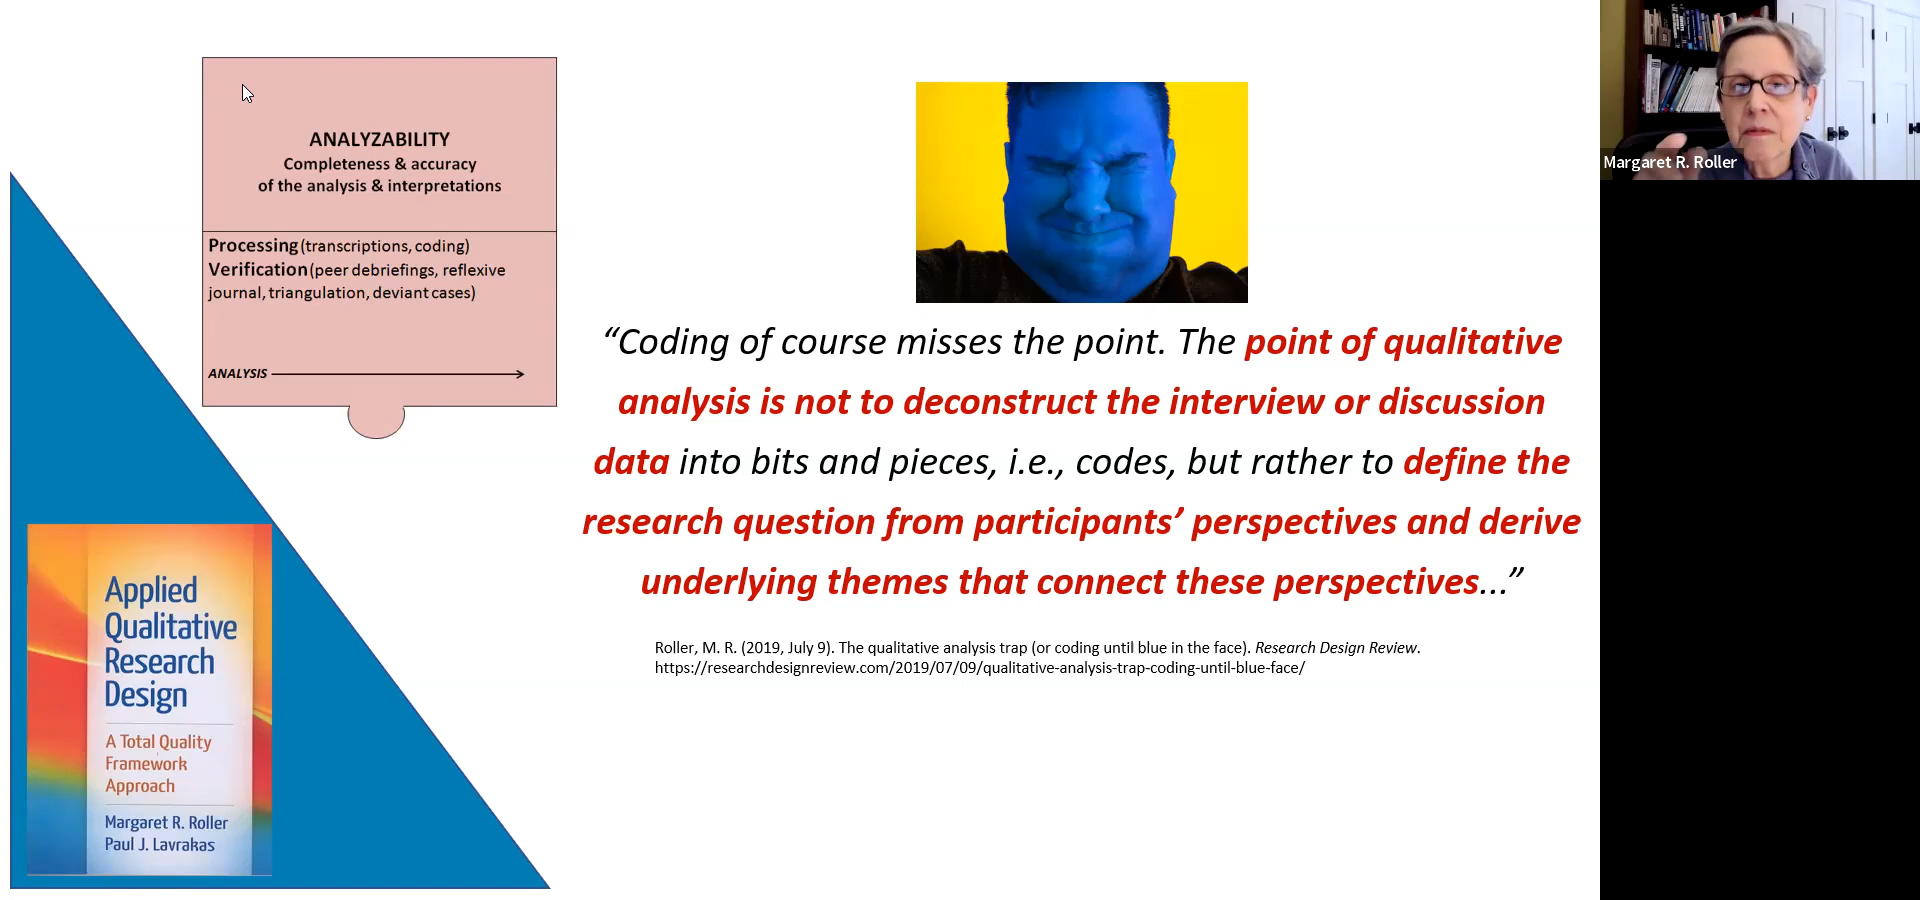 ANALYZABILITY
Completeness & accuracy
of the analysis & interpretations
Processing (transcriptions, coding)
Verification (peer debriefings, reflexive
journal, triangulation, deviant cases)
ANALYSIS
“Coding of course misses the point. The point of qualitative
analysis is not to deconstruct the interview or discussion
data into bits and pieces, i.e., codes, but rather to define the
research question from participants’ perspectives and derive
underlying themes that connect these perspectives...”
Roller, M. R. (2019, July 9). The qualitative analysis trap (or coding until blue in the face). Research Design Review.
https://researchdesignreview.com/2019/07/09/qualitative-analysis-trap-coding-until-blue-face/
Applied
Qualitative
Research
Design
A Total Quality
Framework
Approach
Margaret R. Roller
Paul J. Lavrakas
Margaret R. Roller